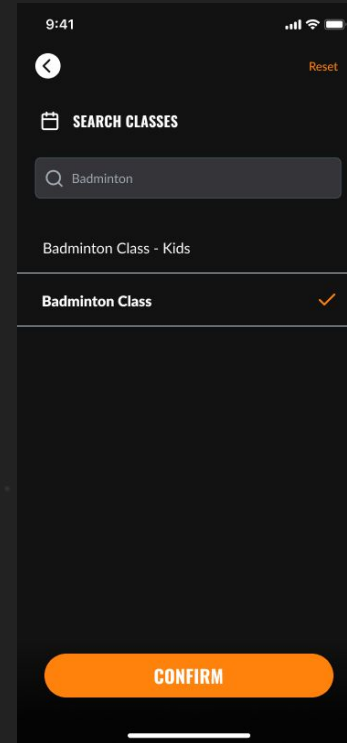 9:41
Reset
SEARCH CLASSES
Badminton
Badminton Class - Kids
Badminton Class
CONFIRM